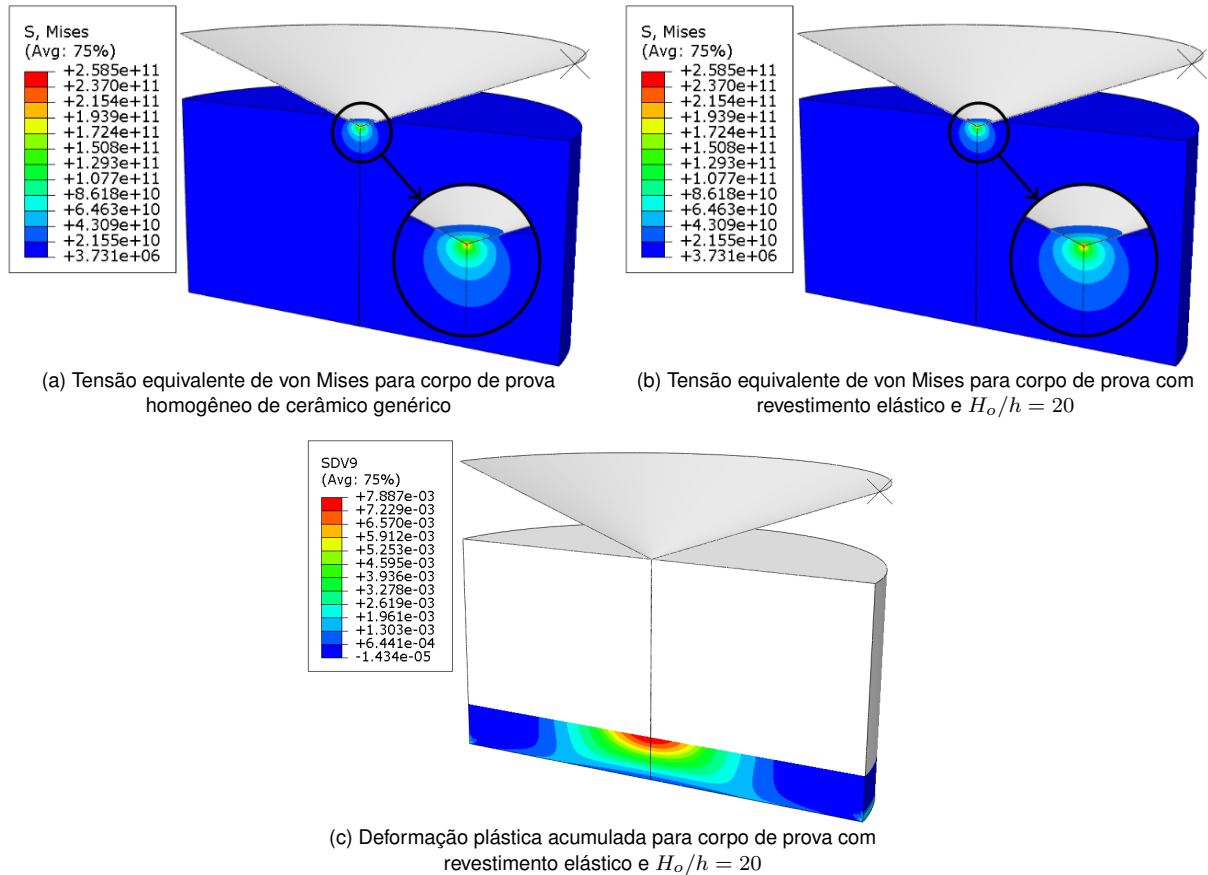 S, Mises
(Avg: 75%)
+2.585e+11
+2.370e+11
+2.154e+11
+1.939e+11
+1.724e+11
+1.508e+11
+1.293e+11
+1.077e+11
+8.618e+10
+6.463e+10
+4.309e+10
+2.155e+10
+3.731e+06
(a) Tensão equivalente de von Mises para corpo de prova
homogêneo de cerâmico genérico
S, Mises
(Avg: 75%)
+2.585e+11
+2.370e+11
+2.154e+11
+1.939e+11
+1.724e+11
+1.508e+11
+1.293e+11
+1.077e+11
+8.618e+10
+6.463e+10
+4.309e+10
+2.155e+10
+3.731e+06
(b) Tensão equivalente de von Mises para corpo de prova com
revestimento elástico e H_o/h = 20
SDV9
(Avg: 75%)
+7.887e-03
+7.229e-03
+6.570e-03
+5.912e-03
+5.253e-03
+4.595e-03
+3.936e-03
+3.278e-03
+2.619e-03
+1.961e-03
+1.303e-03
+6.441e-04
-1.434e-05
(c) Deformação plástica acumulada para corpo de prova com
revestimento elástico e H_o/h = 20